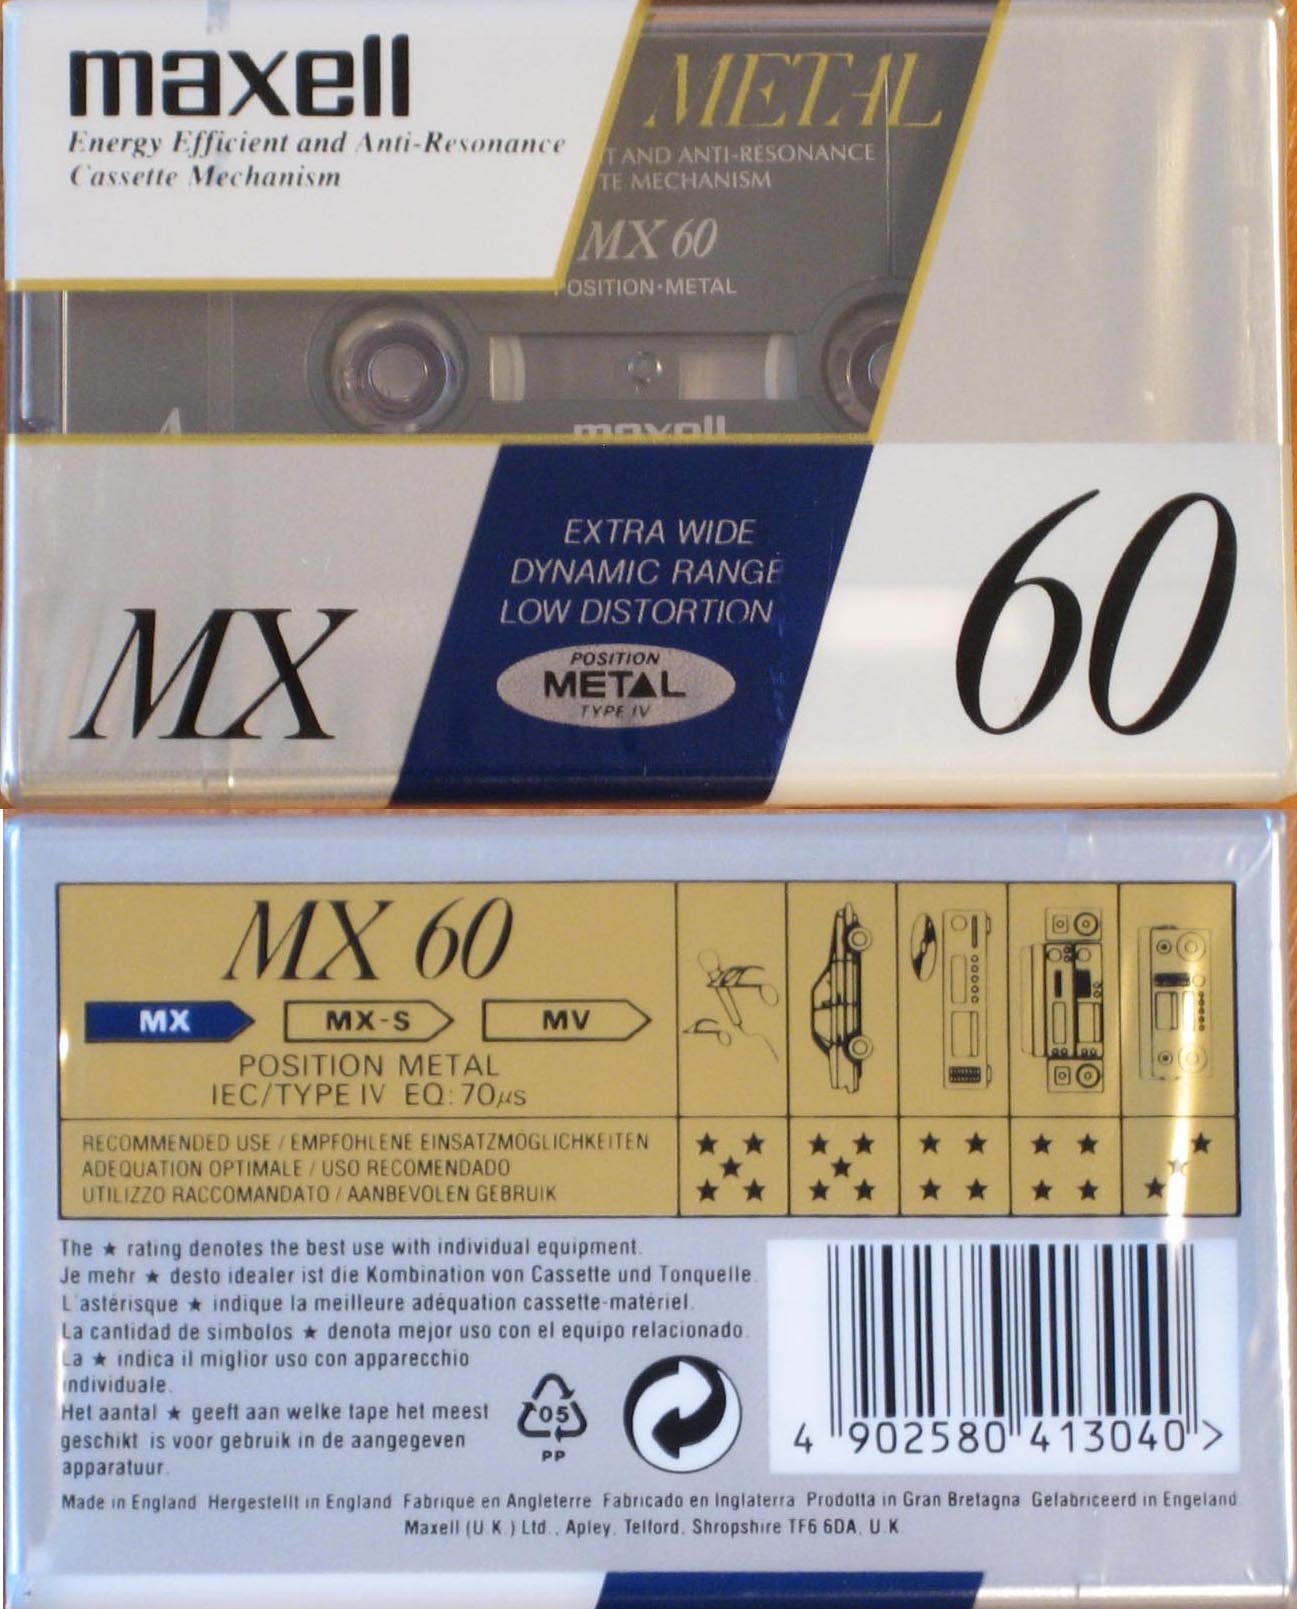 maxell
Energy Efficient and Anti-Resonance
Cassette Mechanism
METAL
T AND ANTI-RESONANCE
TE MECHANISM
MX 60
POSITION·METAL
A
maxell
MX
EXTRA WIDE
DYNAMIC RANGE
LOW DISTORTION
POSITION
METAL
TYPE IV
60
MX 60
MX MX-S MV
POSITION METAL
IEC/TYPE IV EQ: 70µs
RECOMMENDED USE / EMPFOHLENE EINSATZMÖGLICHKEITEN
ADEQUATION OPTIMALE / USO RECOMENDADO
UTILIZZO RACCOMANDATO / AANBEVOLEN GEBRUIK
The ★ rating denotes the best use with individual equipment.
Je mehr ★ desto idealer ist die Kombination von Cassette und Tonquelle.
L'astérisque ★ indique la meilleure adéquation cassette-matériel.
La cantidad de simbolos ★ denota mejor uso con el equipo relacionado.
La ★ indica il miglior uso con apparecchio
individuale.
Het aantal ★ geeft aan welke tape het meest
geschikt is voor gebruik in de aangegeven
apparatuur.
05
PP
4 902580 413040 >
Made in England Hergestellt in England Fabriqué en Angleterre Fabricado en Inglaterra Prodotta in Gran Bretagna Gefabriceerd in Engeland
Maxell (U.K.) Ltd., Apley, Telford, Shropshire TF6 6DA, U.K